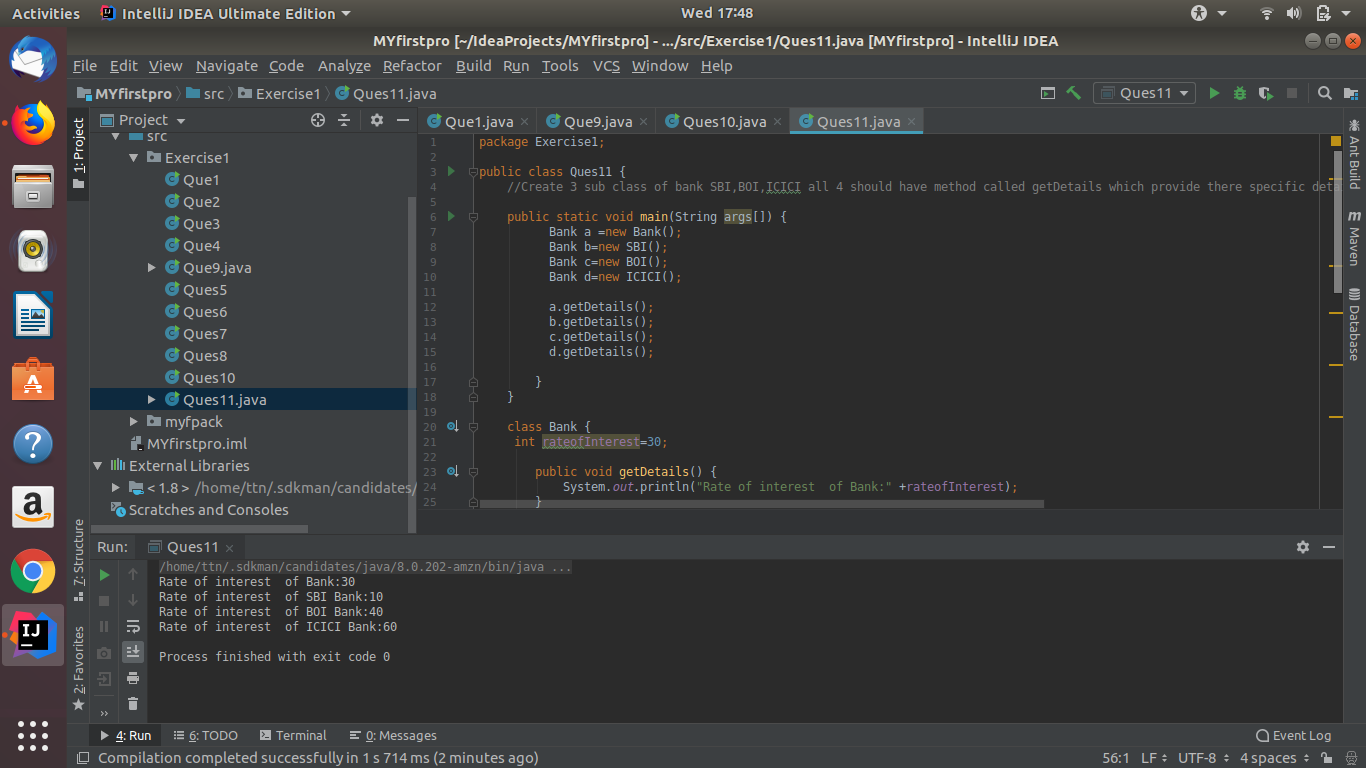 Activities IntelliJ IDEA Ultimate Edition Wed 17:48
MYfirstpro [~/IdeaProjects/MYfirstpro] - .../src/Exercise1/Ques11.java [MYfirstpro] - IntelliJ IDEA
File Edit View Navigate Code Analyze Refactor Build Run Tools VCS Window Help
MYfirstpro src Exercise1 Ques11.java Ques11
1: Project
Project
src
Exercise1
Que1
Que2
Que3
Que4
Que9.java
Ques5
Ques6
Ques7
Ques8
Ques10
Ques11.java
myfpack
MYfirstpro.iml
External Libraries
< 1.8 > /home/ttn/.sdkman/candidates/
Scratches and Consoles
7: Structure
2: Favorites
Que1.java Que9.java Ques10.java Ques11.java
1 package Exercise1;
2
3 public class Ques11 {
4 //Create 3 sub class of bank SBI,BOI,ICICI all 4 should have method called getDetails which provide there specific deta
5
6 public static void main(String args[]) {
7 Bank a =new Bank();
8 Bank b=new SBI();
9 Bank c=new BOI();
10 Bank d=new ICICI();
11
12 a.getDetails();
13 b.getDetails();
14 c.getDetails();
15 d.getDetails();
16
17 }
18 }
19
20 class Bank {
21 int rateofInterest=30;
22
23 public void getDetails() {
24 System.out.println("Rate of interest  of Bank:" +rateofInterest);
25 }
Ant Build
Maven
Database
Run: Ques11
/home/ttn/.sdkman/candidates/java/8.0.202-amzn/bin/java ...
Rate of interest  of Bank:30
Rate of interest  of SBI Bank:10
Rate of interest  of BOI Bank:40
Rate of interest  of ICICI Bank:60
Process finished with exit code 0
4: Run 6: TODO Terminal 0: Messages Event Log
Compilation completed successfully in 1 s 714 ms (2 minutes ago) 56:1 LF UTF-8 4 spaces